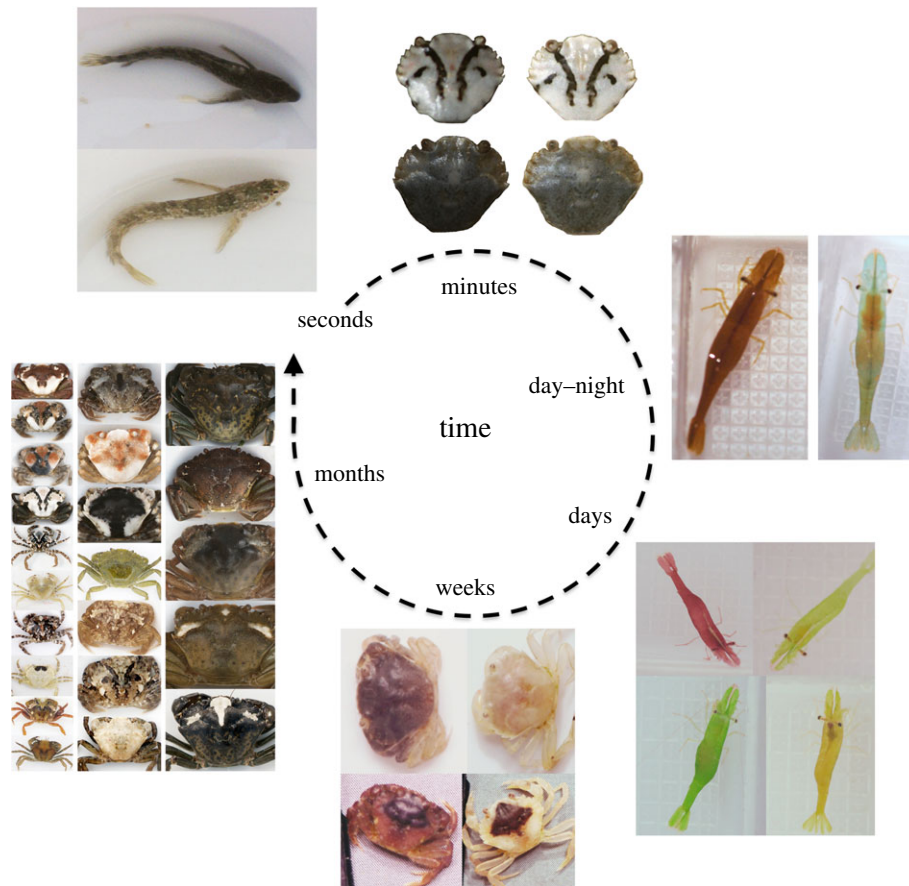 minutes
seconds
day–night
time
months
days
weeks